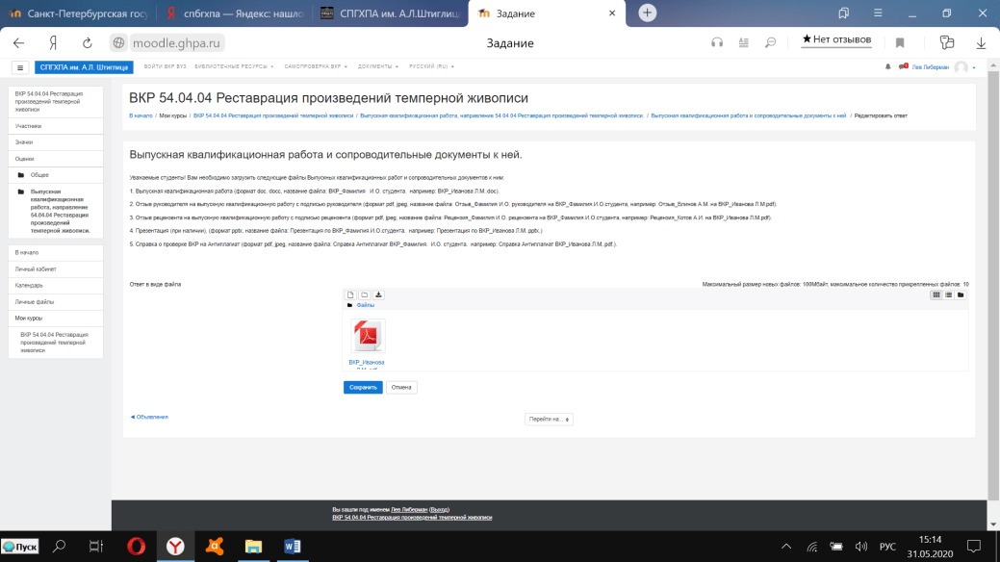 Санкт-Петербургская госу
спбгхпа — Яндекс: нашло
СПГХПА им. А.Л.Штиглиц
Задание
moodle.ghpa.ru
Задание
Нет отзывов
СПГХПА им. А.Л. Штиглица
ВОЙТИ ВКР ВУЗ
БИБЛИОТЕЧНЫЕ РЕСУРСЫ
САМОПРОВЕРКА ВКР
ДОКУМЕНТЫ
РУССКИЙ (RU)
Лев Либерман
ВКР 54.04.04 Реставрация
произведений темперной
живописи
Участники
Значки
Оценки
Общее
Выпускная
квалификационная
работа, направление
54.04.04 Реставрация
произведений
темперной живописи.
В начало
Личный кабинет
Календарь
Личные файлы
Мои курсы
ВКР 54.04.04 Реставрация
произведений темперной
живописи
ВКР 54.04.04 Реставрация произведений темперной живописи
В начало / Мои курсы / ВКР 54.04.04 Реставрация произведений темперной живописи / Выпускная квалификационная работа, направление 54.04.04 Реставрация произведений темперной живописи. / Выпускная квалификационная работа и сопроводительные документы к ней. / Редактировать ответ
Выпускная квалификационная работа и сопроводительные документы к ней.
Уважаемые студенты! Вам необходимо загрузить следующие файлы Выпускных квалификационных работ и сопроводительных документов к ним:
1. Выпускная квалификационная работа (формат doc, docx, название файла: ВКР_Фамилия И.О. студента. например: ВКР_Иванова Л.М..doc).
2. Отзыв руководителя на выпускную квалификационную работу с подписью руководителя (формат pdf, jpeg, название файла: Отзыв_Фамилия И.О. руководителя на ВКР_Фамилия.И.О.студента, например: Отзыв_Блинов А.М. на ВКР_Иванова Л.М.pdf).
3. Отзыв рецензента на выпускную квалификационную работу с подписью рецензента (формат pdf, jpeg, название файла: Рецензия_Фамилия И.О. рецензента на ВКР_Фамилия.И.О.студента, например: Рецензия_Котов А.И. на ВКР_Иванова Л.М..pdf).
4. Презентация (при наличии), (формат pptx, название файла: Презентация по ВКР_Фамилия.И.О.студента. например: Презентация по ВКР_Иванова Л.М..pptx.)
5. Справка о проверке ВКР на Антиплагиат (формат pdf, jpeg, название файла: Справка Антиплагиат ВКР_Фамилия. И.О. студента. например: Справка Антиплагиат ВКР_Иванова Л.М..pdf.).
Ответ в виде файла
Максимальный размер новых файлов: 100Мбайт, максимальное количество прикрепленных файлов: 10
Файлы
ВКР_Иванова
Л.М..pdf
Сохранить
Отмена
◄ Объявления
Перейти на...
Вы зашли под именем Лев Либерман (Выход)
ВКР 54.04.04 Реставрация произведений темперной живописи
Пуск
РУС
15:14
31.05.2020